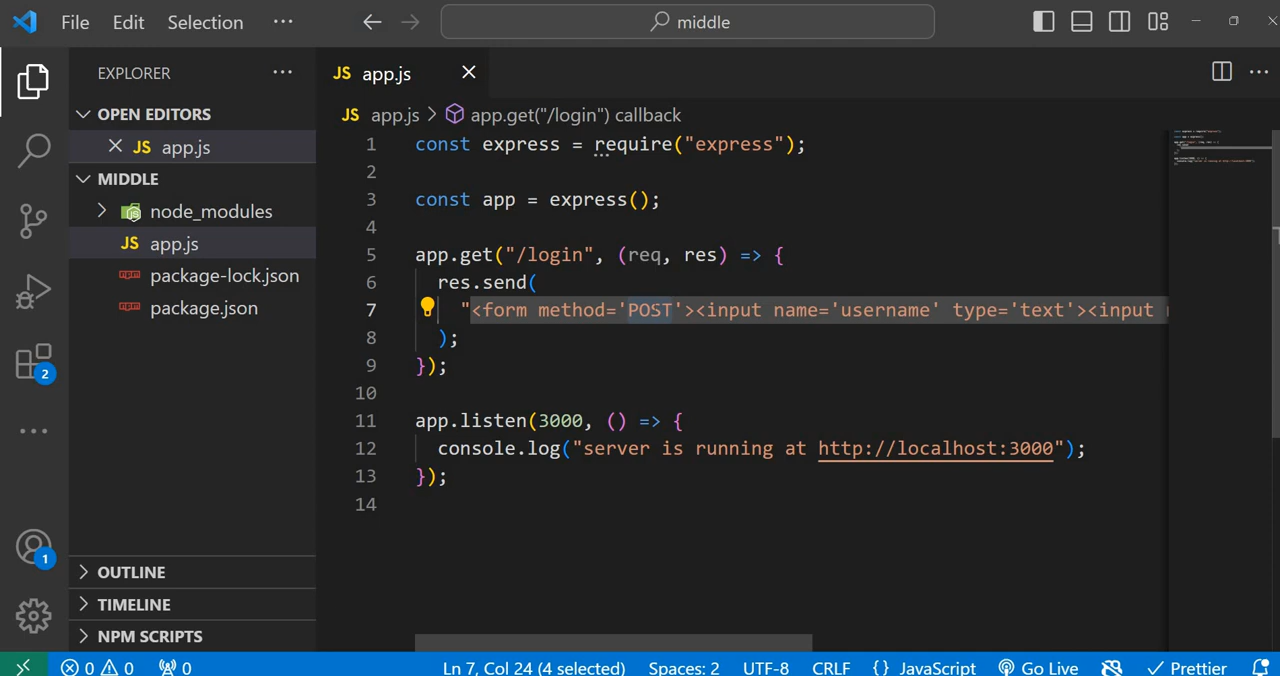 File Edit Selection ··· middle
EXPLORER ···
OPEN EDITORS
JS app.js
MIDDLE
node_modules
JS app.js
package-lock.json
package.json
2
1
OUTLINE
TIMELINE
NPM SCRIPTS
JS app.js
JS app.js > app.get("/login") callback
1 const express = require("express");
2
3 const app = express();
4
5 app.get("/login", (req, res) => {
6 res.send(
7 "<form method='POST'><input name='username' type='text'><input
8 );
9 });
10
11 app.listen(3000, () => {
12 console.log("server is running at http://localhost:3000");
13 });
14
0 0 0 Ln 7, Col 24 (4 selected) Spaces: 2 UTF-8 CRLF {} JavaScript Go Live Prettier